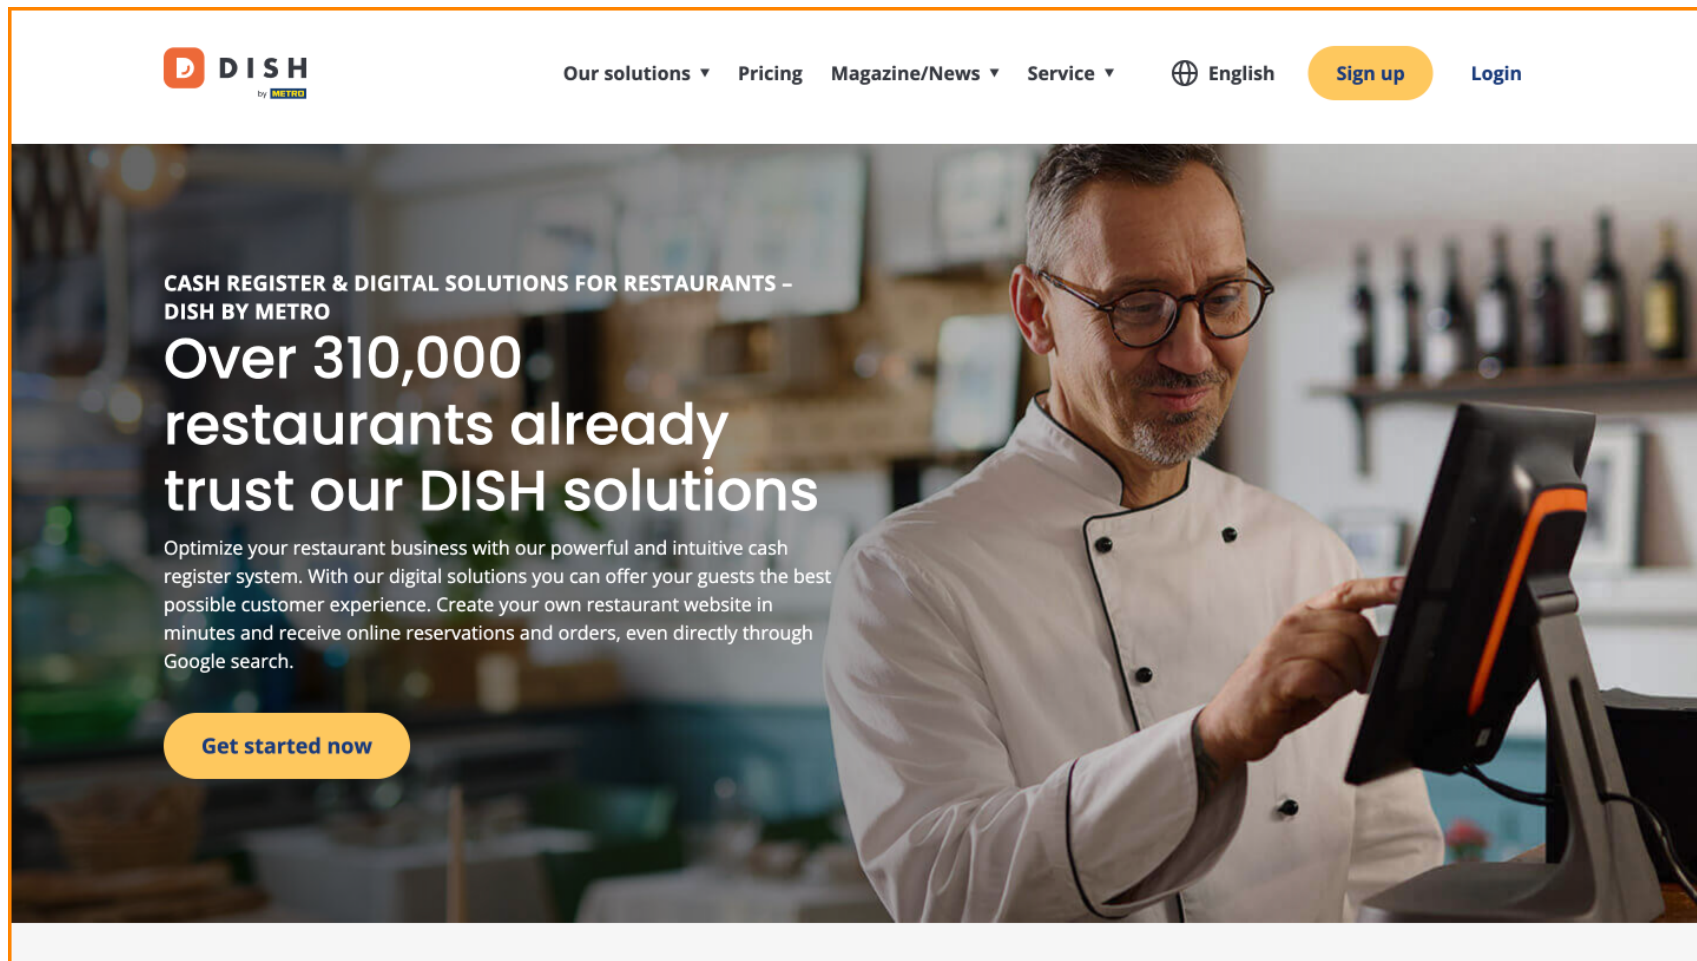 DISH
by METRO
Our solutions ▼ Pricing Magazine/News ▼ Service ▼ English Sign up Login
CASH REGISTER & DIGITAL SOLUTIONS FOR RESTAURANTS –
DISH BY METRO
Over 310,000
restaurants already
trust our DISH solutions
Optimize your restaurant business with our powerful and intuitive cash
register system. With our digital solutions you can offer your guests the best
possible customer experience. Create your own restaurant website in
minutes and receive online reservations and orders, even directly through
Google search.
Get started now